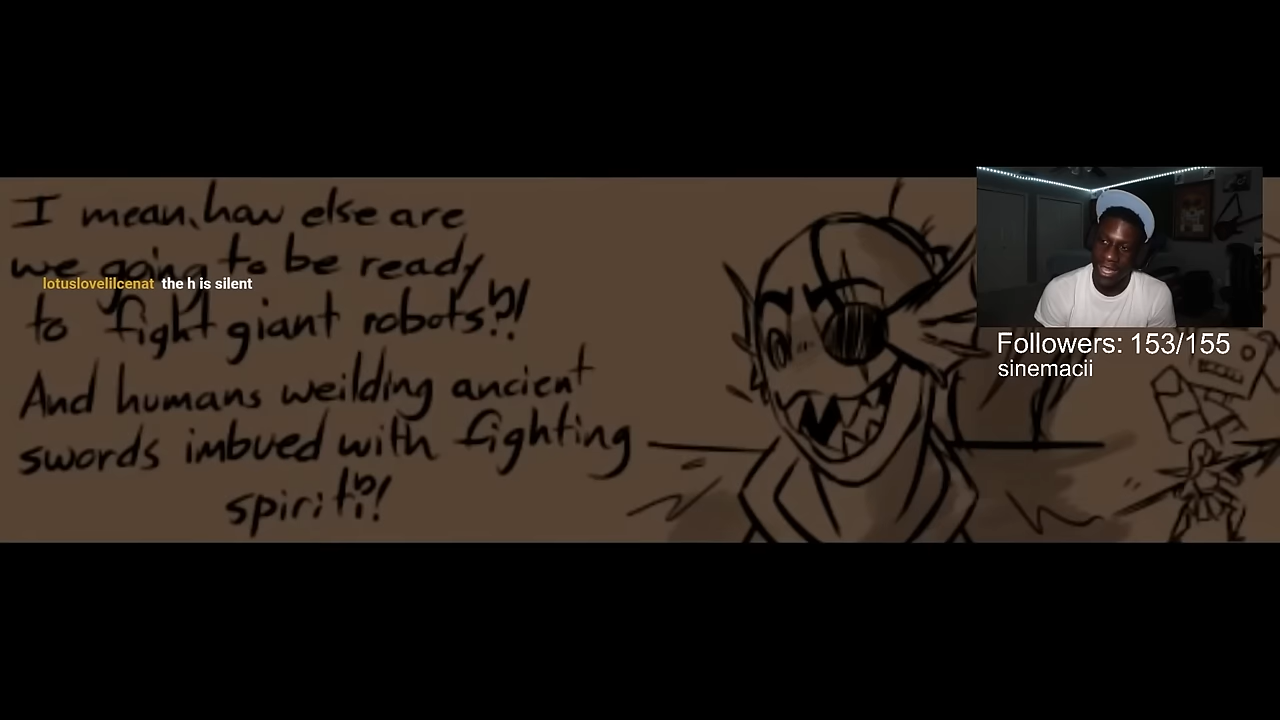 I mean, how else are
we going to be ready
to fight giant robots?!
And humans weilding ancient
swords imbued with fighting
spirit?!
lotuslovelilcenat the h is silent
Followers: 153/155
sinemacii